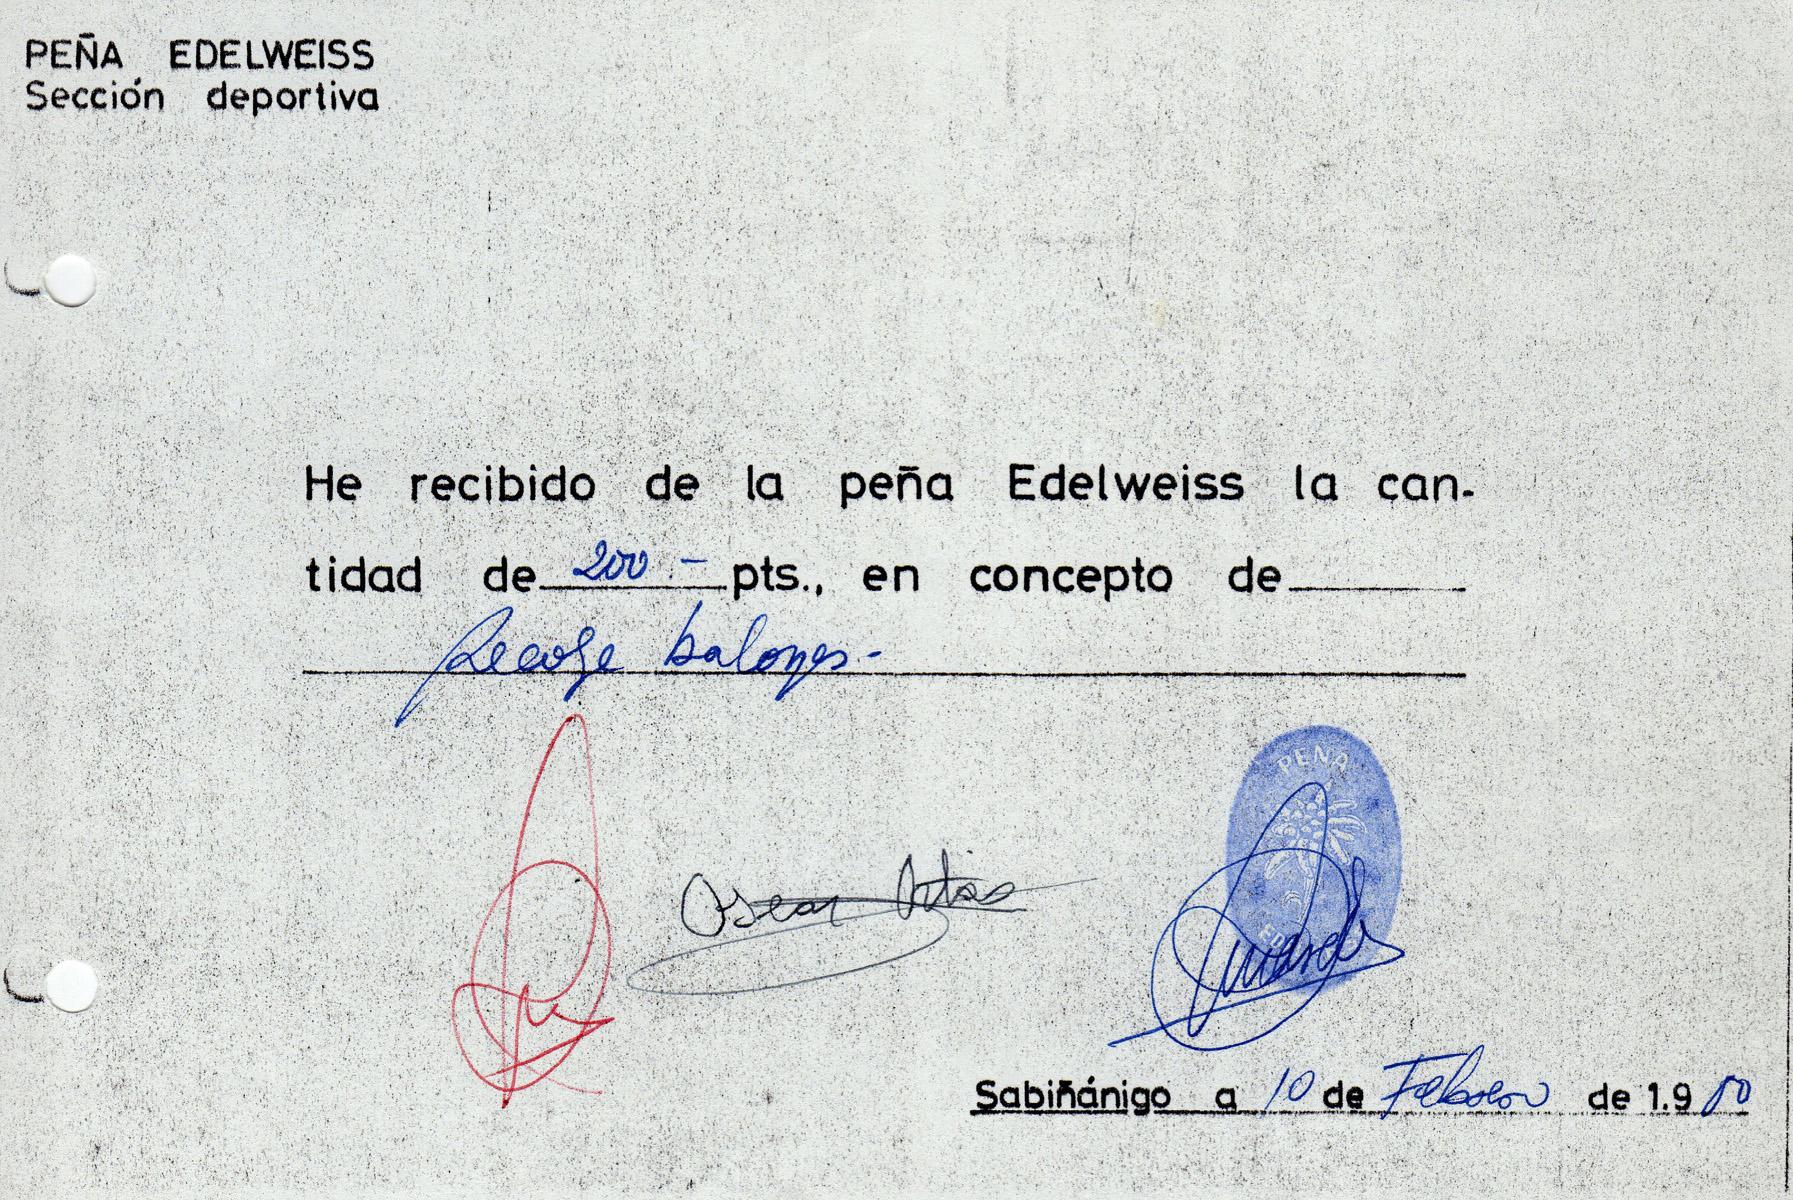 PEÑA EDELWEISS
Sección deportiva
He recibido de la peña Edelweiss la can-
tidad de 200.- pts., en concepto de
Recoge balones-
PEÑA
Oscar
Sabiñánigo a 10 de Febrero de 1.980